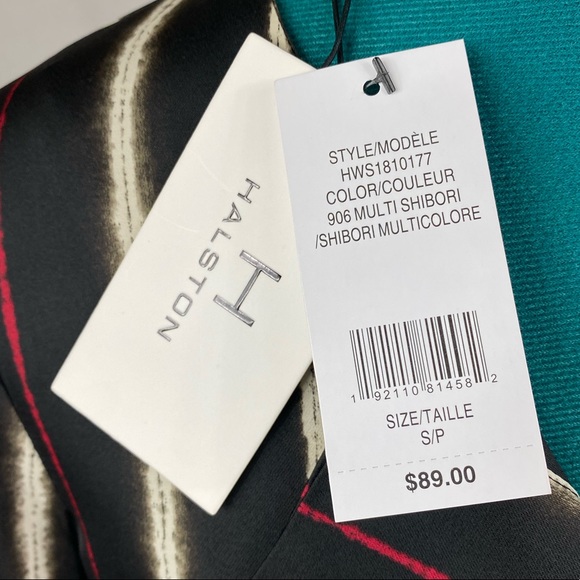 HALSTON
H
STYLE/MODÈLE
HWS1810177
COLOR/COULEUR
906 MULTI SHIBORI
/SHIBORI MULTICOLORE
1 92110 81458 2
SIZE/TAILLE
S/P
$89.00